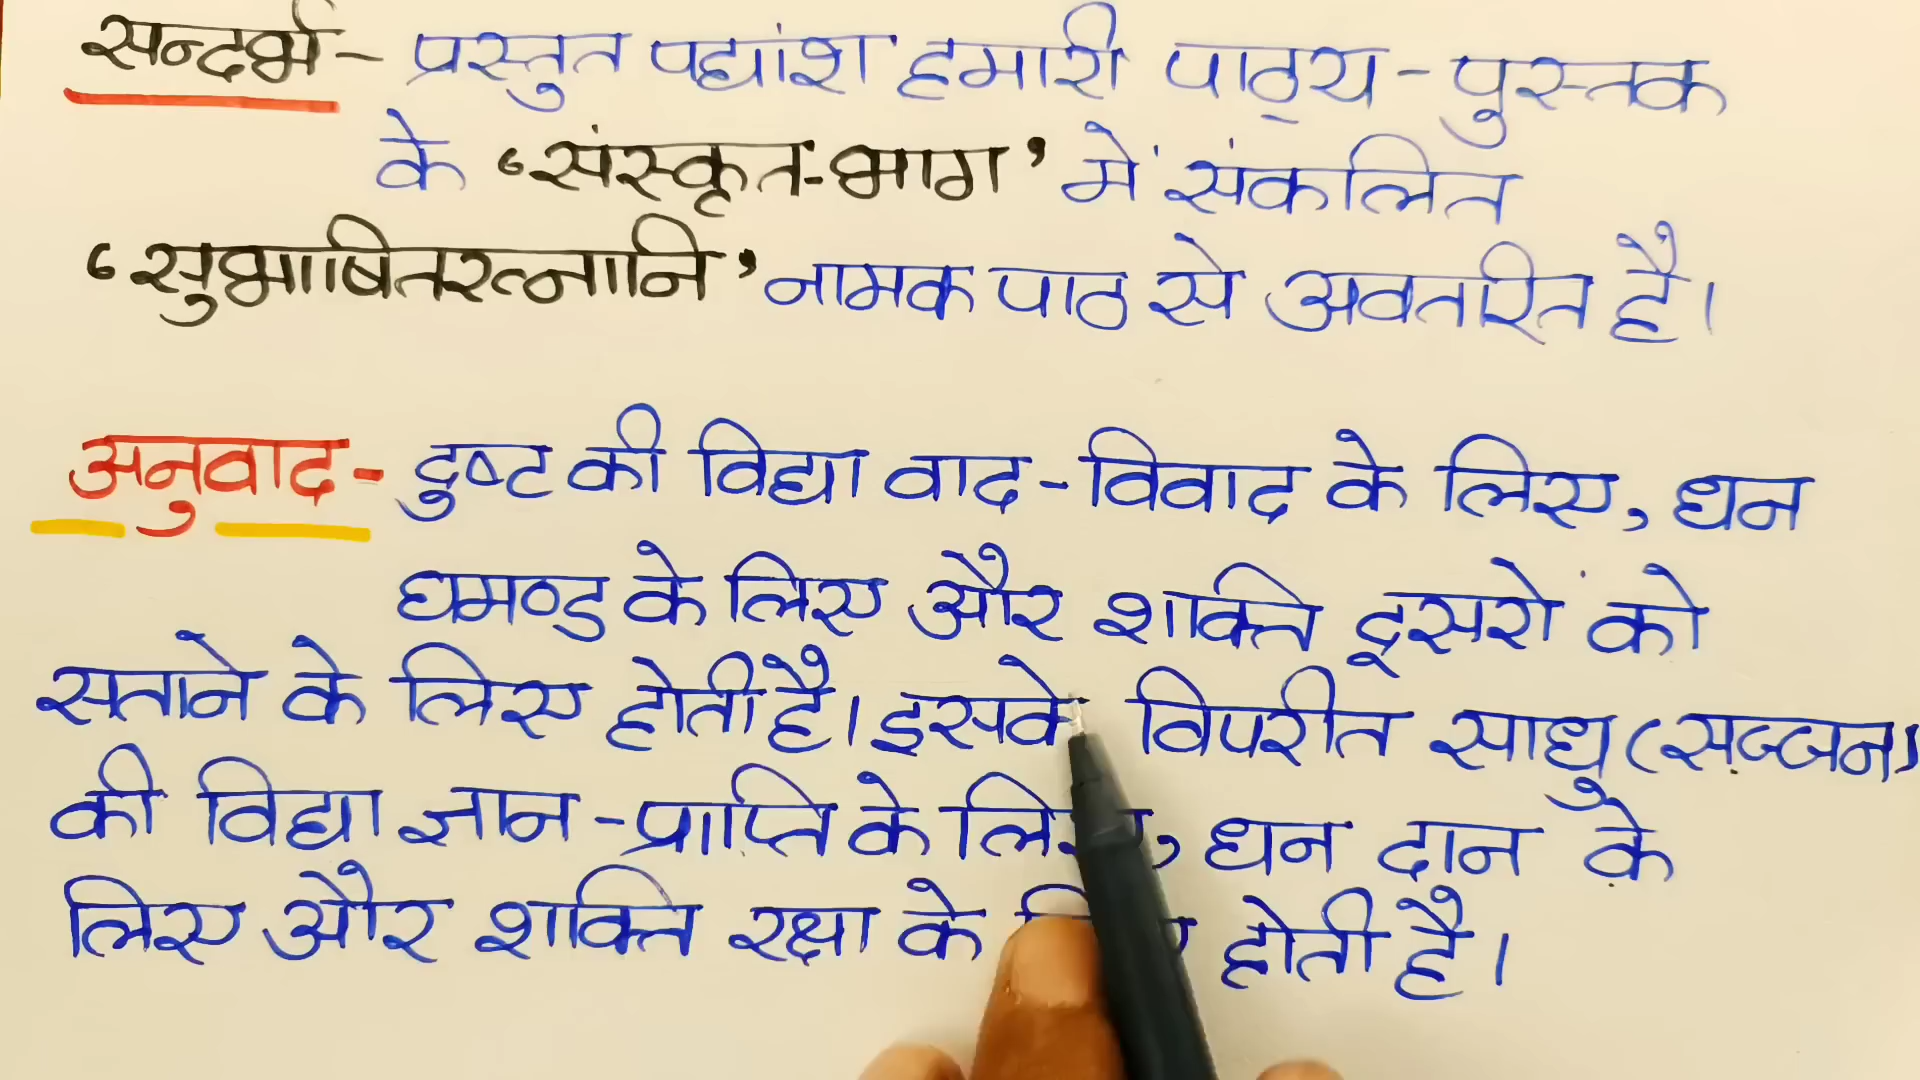 सन्दर्भ - प्रस्तुत पद्यांश हमारी पाठ्य - पुस्तक
के 'संस्कृत-भाग' में संकलित
'सुभाषितरत्नानि' नामक पाठ से अवतरित है।
अनुवाद - दुष्ट की विद्या वाद-विवाद के लिए, धन
घमण्ड के लिए और शक्ति दूसरों को
सताने के लिए होती है। इसके विपरीत साधु (सज्जन)
की विद्या ज्ञान-प्राप्ति के लिए, धन दान के
लिए और शक्ति रक्षा के होती है।